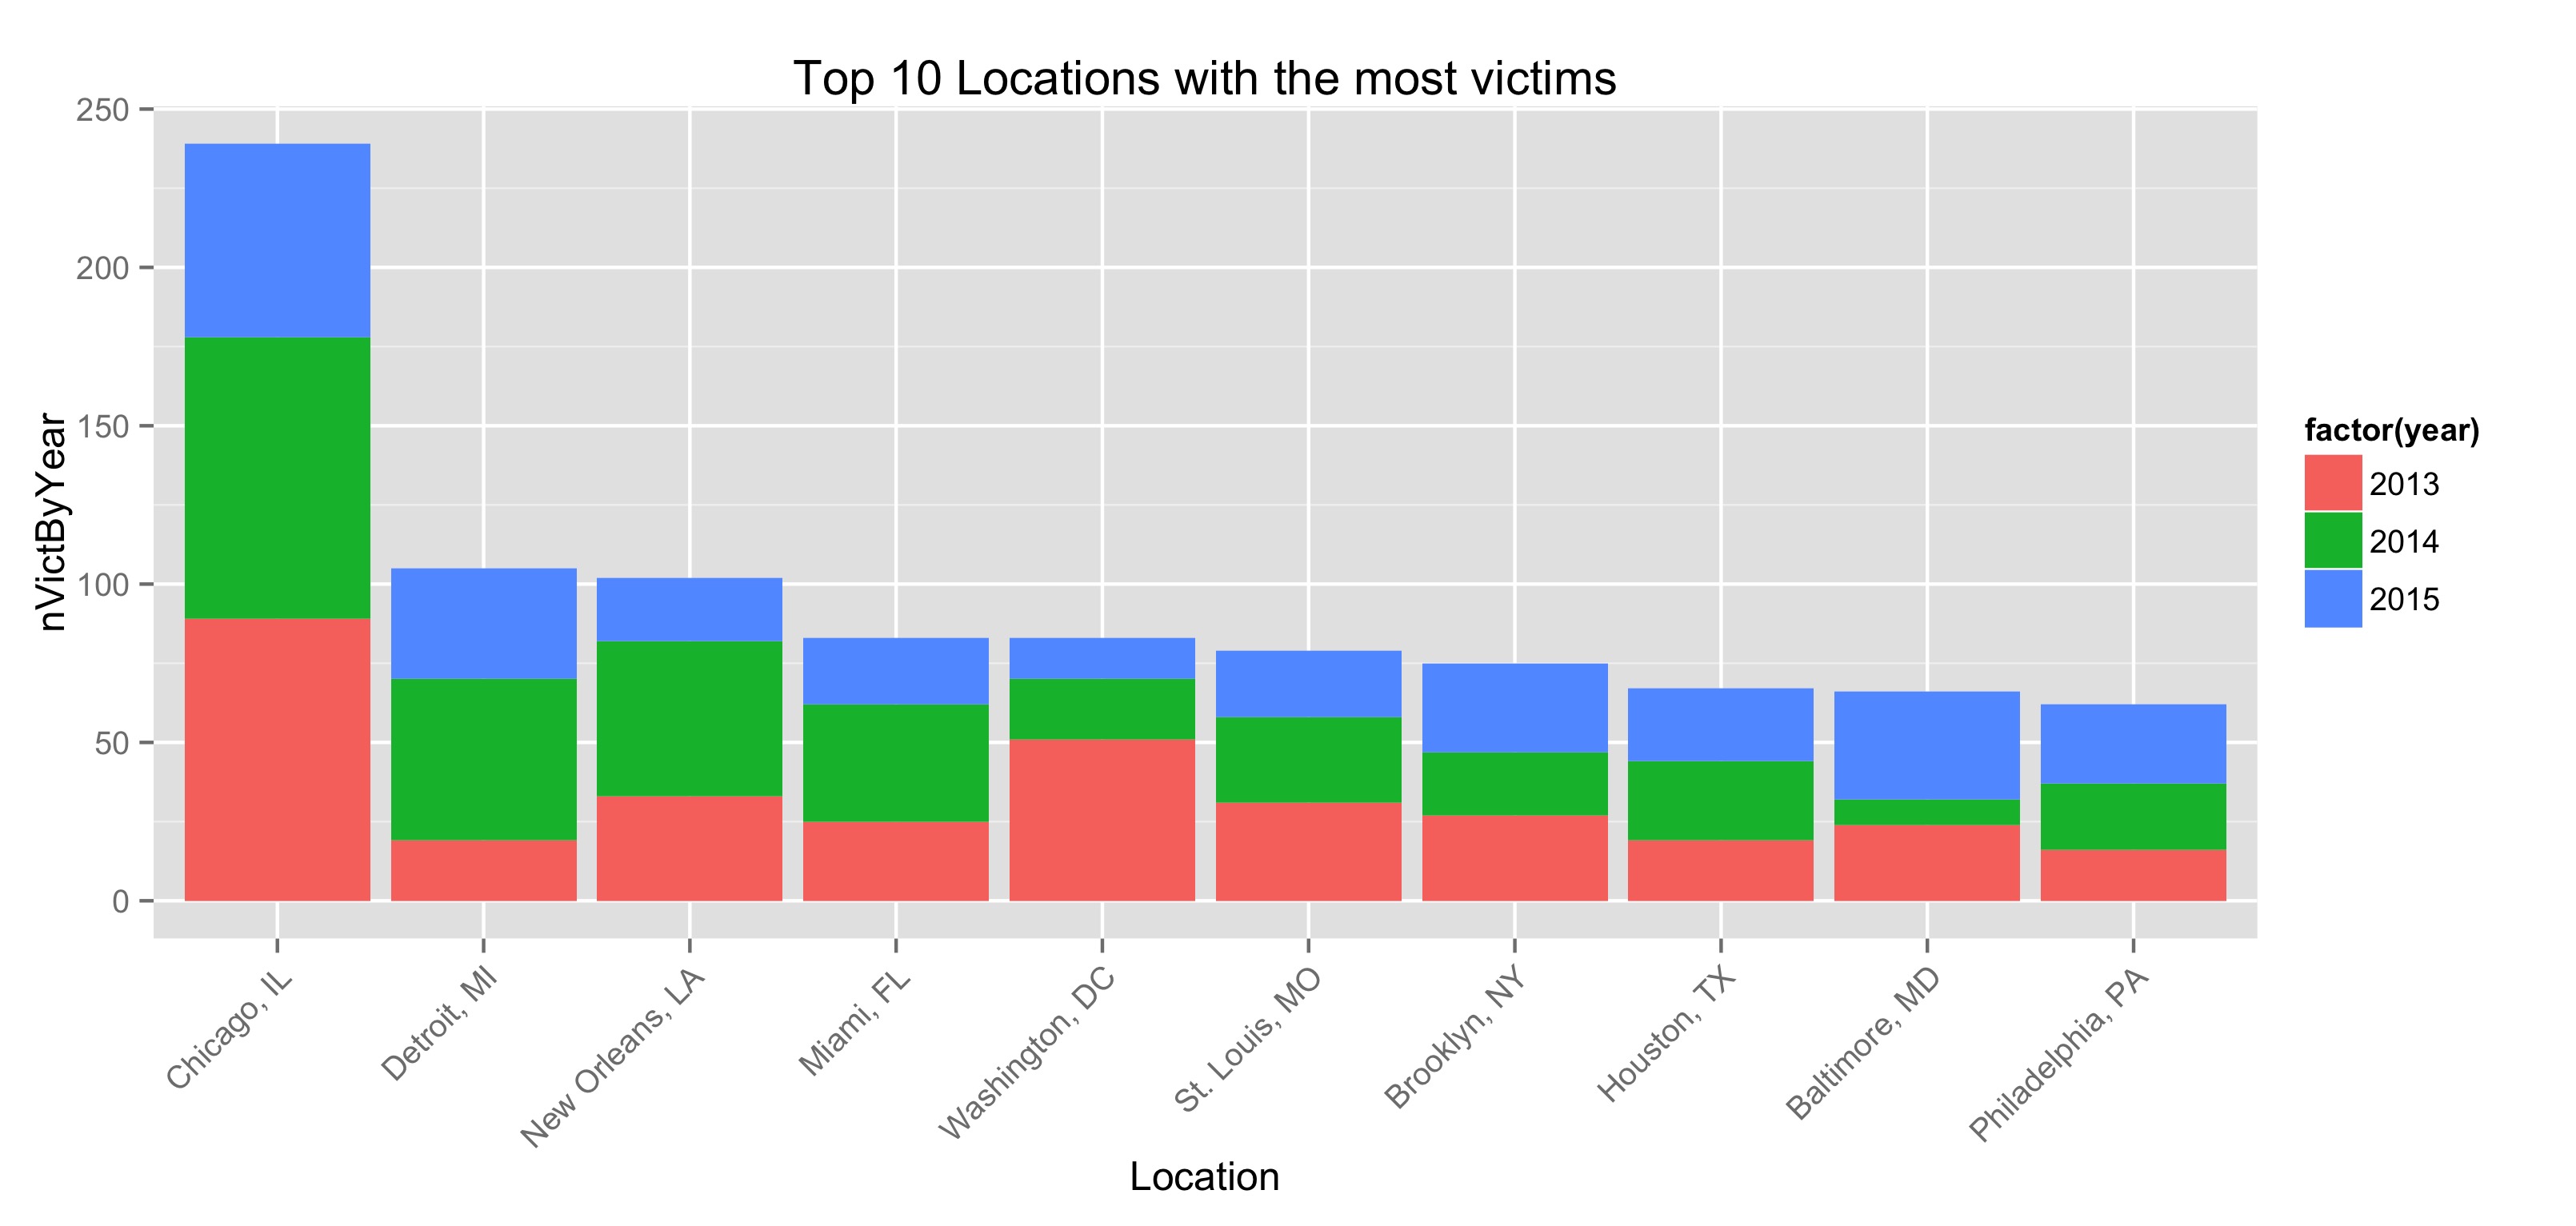 Top 10 Locations with the most victims
nVictByYear
250
200
150
100
50
0
Chicago, IL
Detroit, MI
New Orleans, LA
Miami, FL
Washington, DC
St. Louis, MO
Brooklyn, NY
Houston, TX
Baltimore, MD
Philadelphia, PA
Location
factor(year)
2013
2014
2015